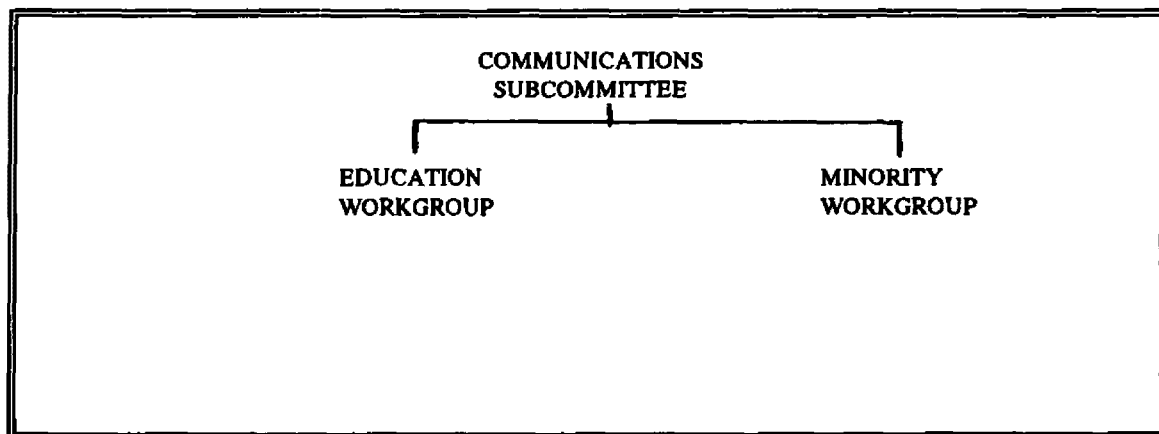 COMMUNICATIONS
SUBCOMMITTEE
EDUCATION
WORKGROUP
MINORITY
WORKGROUP